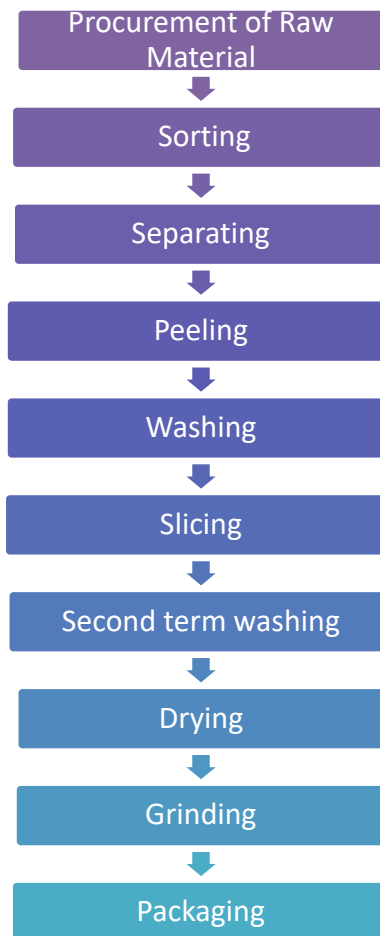 Procurement of Raw
Material
Sorting
Separating
Peeling
Washing
Slicing
Second term washing
Drying
Grinding
Packaging